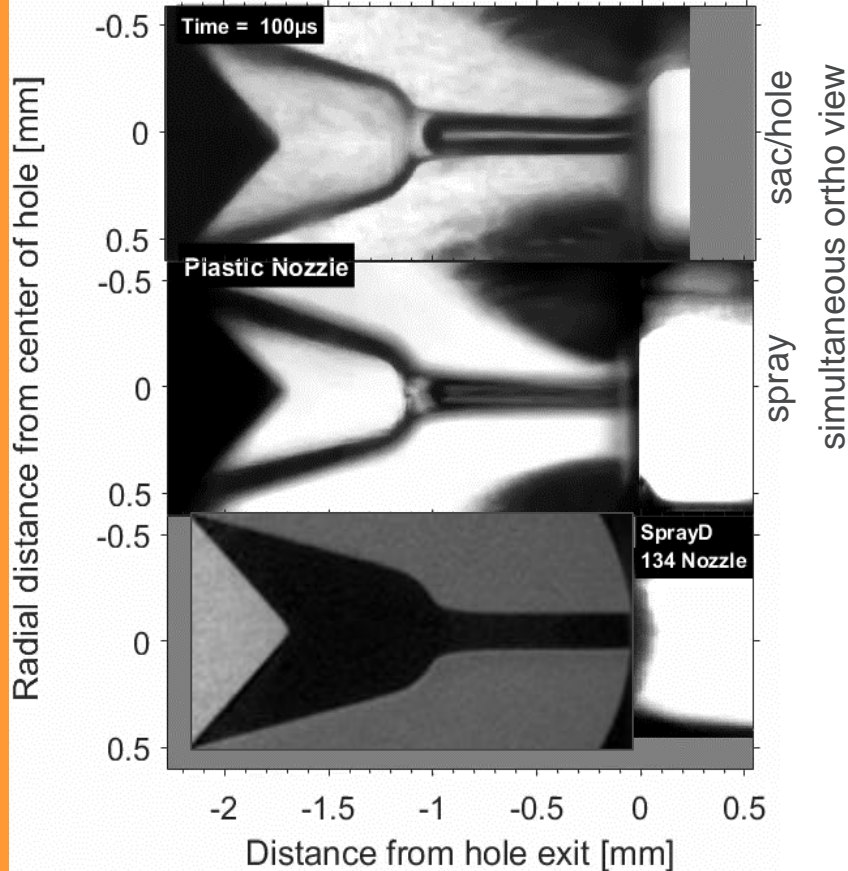 Time = 100µs
-0.5
0
0.5
Plastic Nozzle
-0.5
0
0.5
SprayD
134 Nozzle
-0.5
0
0.5
-2
-1.5
-1
-0.5
0
0.5
Distance from hole exit [mm]
Radial distance from center of hole [mm]
sac/hole
spray
simultaneous ortho view